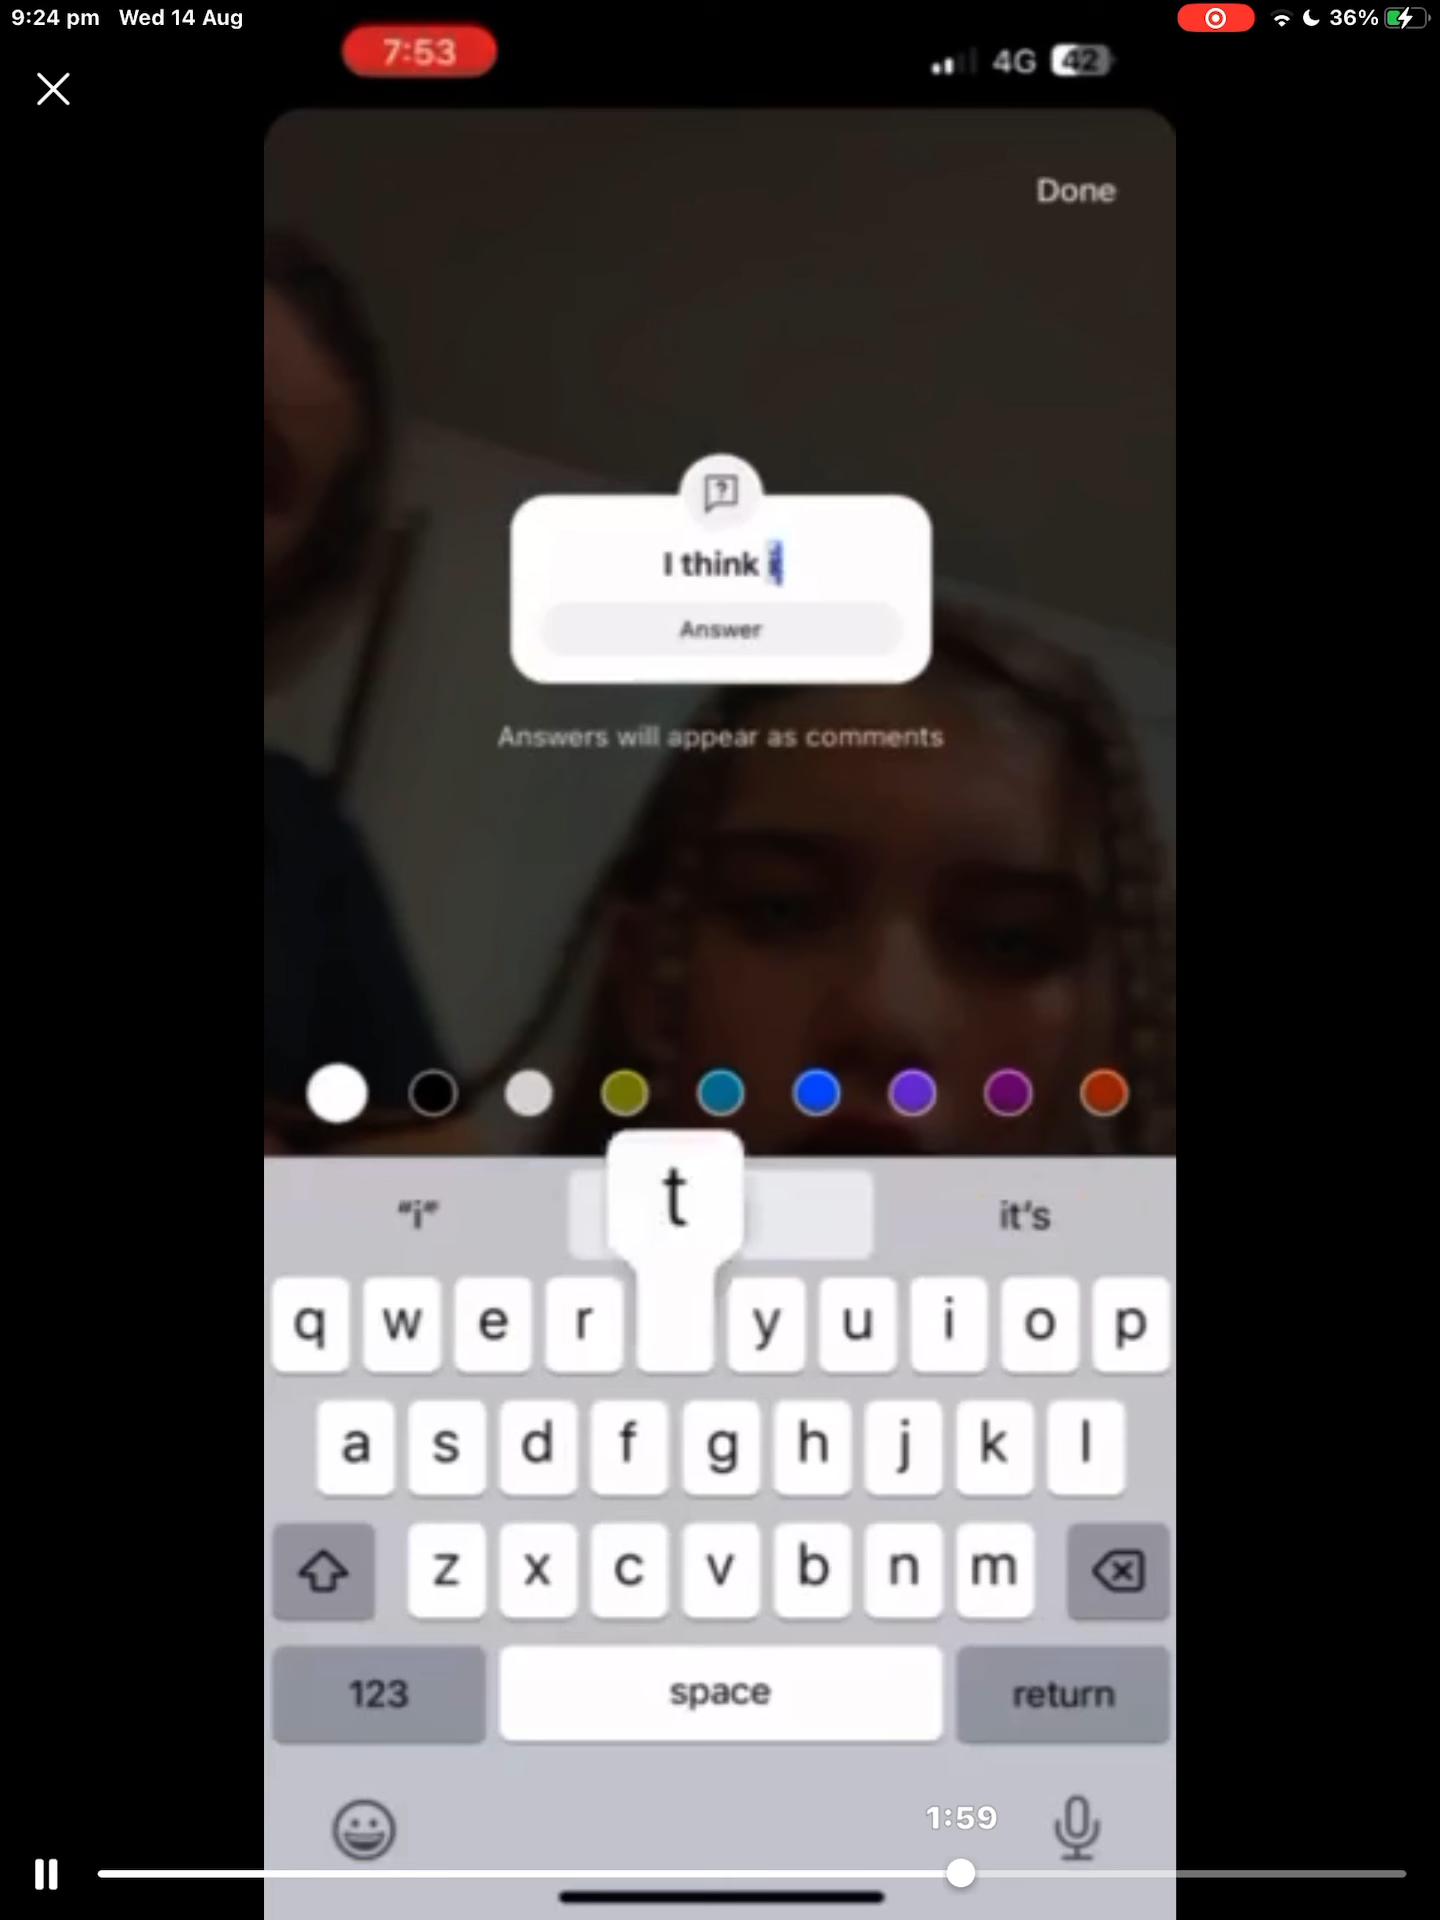 9:24 pm Wed 14 Aug
36%
7:53
4G 42
Done
I think
Answer
Answers will appear as comments
"i"
it's
t
q w e r y u i o p
a s d f g h j k l
z x c v b n m
123 space return
1:59